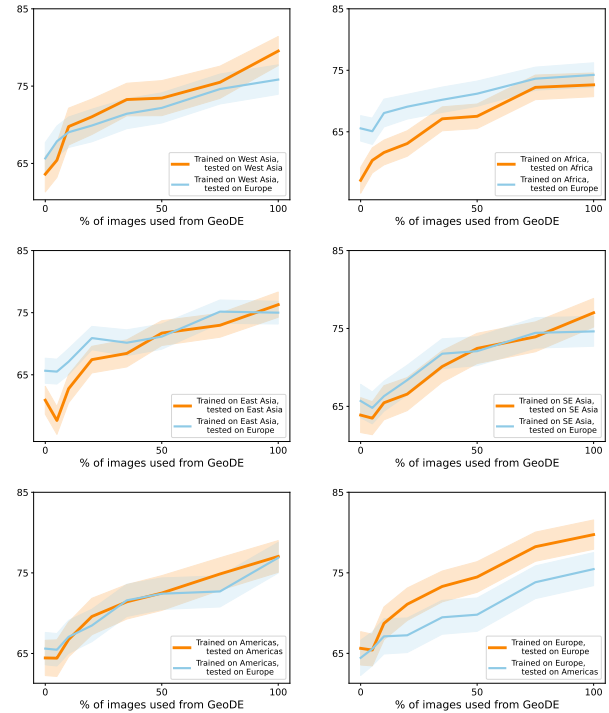 85
75
65
Trained on West Asia,
tested on West Asia
Trained on West Asia,
tested on Europe
0
50
100
% of images used from GeoDE
85
75
65
Trained on Africa,
tested on Africa
Trained on Africa,
tested on Europe
0
50
100
% of images used from GeoDE
85
75
65
Trained on East Asia,
tested on East Asia
Trained on East Asia,
tested on Europe
0
50
100
% of images used from GeoDE
85
75
65
Trained on SE Asia,
tested on SE Asia
Trained on SE Asia,
tested on Europe
0
50
100
% of images used from GeoDE
85
75
65
Trained on Americas,
tested on Americas
Trained on Americas,
tested on Europe
0
50
100
% of images used from GeoDE
85
75
65
Trained on Europe,
tested on Europe
Trained on Europe,
tested on Americas
0
50
100
% of images used from GeoDE